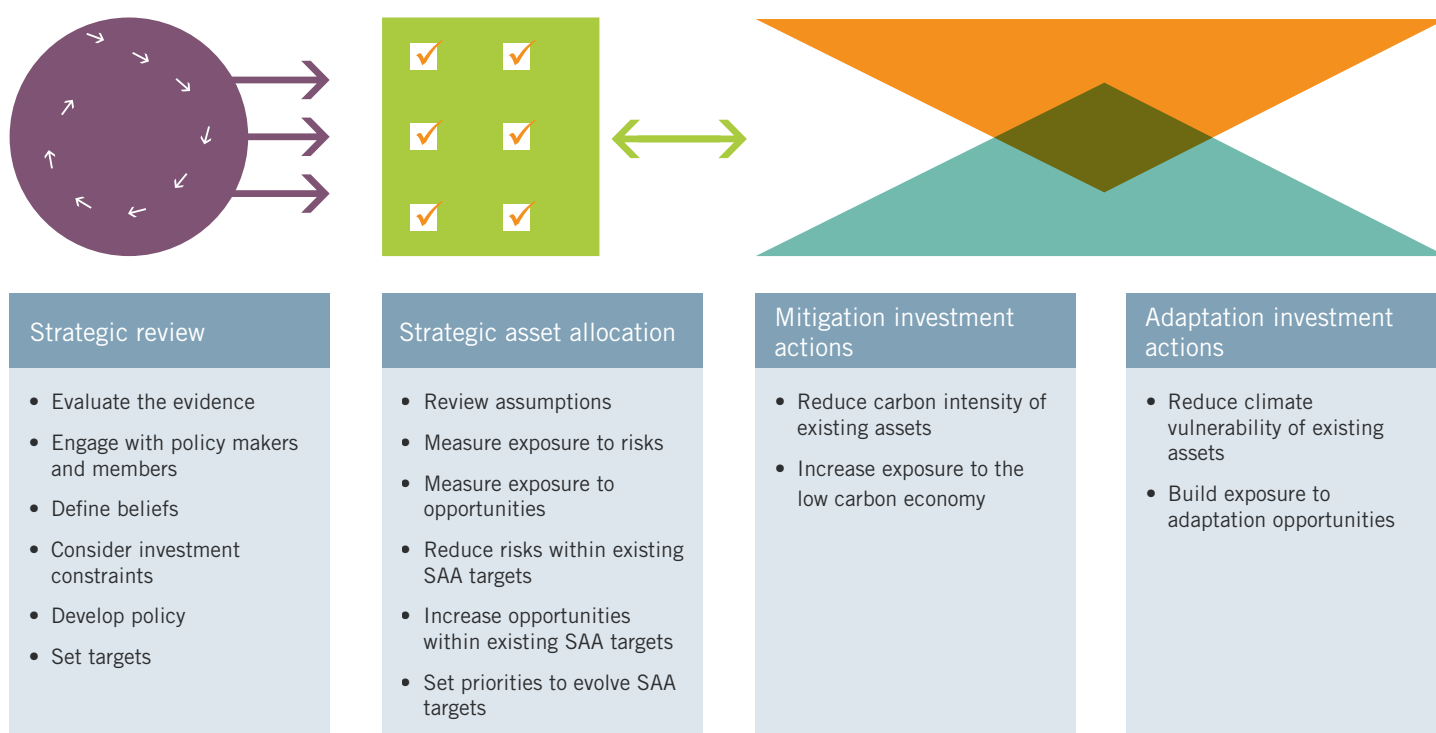 Strategic review
• Evaluate the evidence
• Engage with policy makers
and members
• Define beliefs
• Consider investment
constraints
• Develop policy
• Set targets
Strategic asset allocation
• Review assumptions
• Measure exposure to risks
• Measure exposure to
opportunities
• Reduce risks within existing
SAA targets
• Increase opportunities
within existing SAA targets
• Set priorities to evolve SAA
targets
Mitigation investment
actions
• Reduce carbon intensity of
existing assets
• Increase exposure to the
low carbon economy
Adaptation investment
actions
• Reduce climate
vulnerability of existing
assets
• Build exposure to
adaptation opportunities